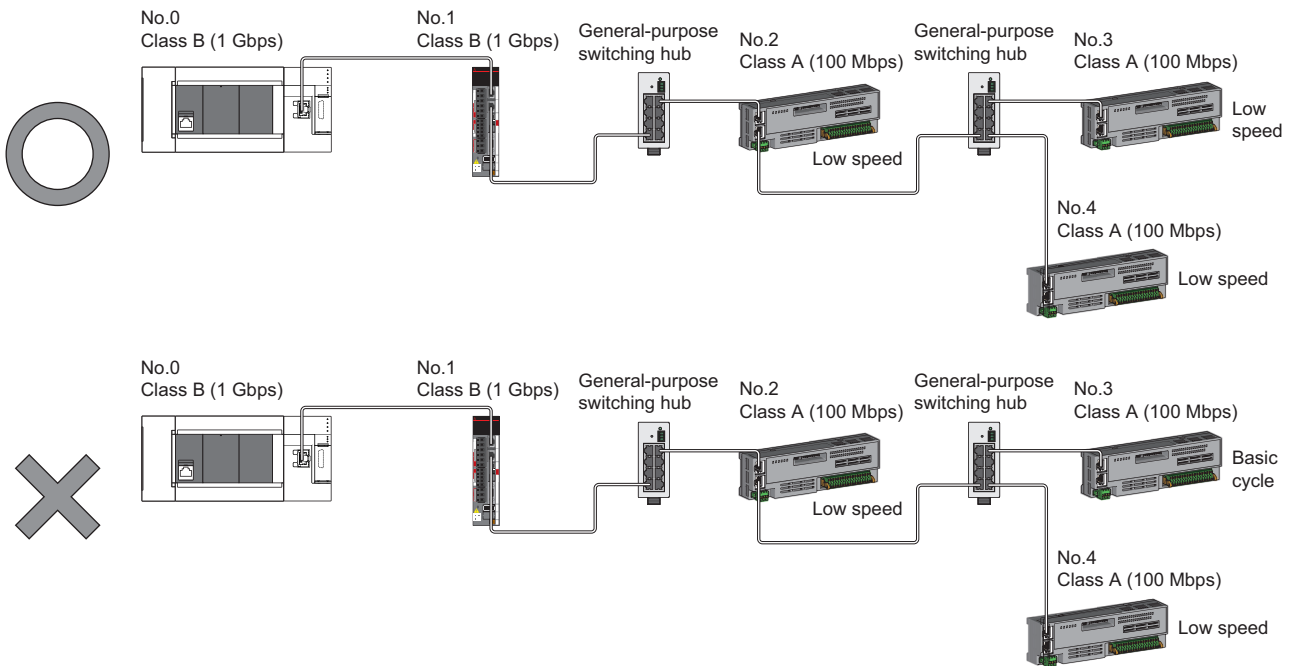 No.0
Class B (1 Gbps)
No.1
Class B (1 Gbps)
General-purpose
switching hub
No.2
Class A (100 Mbps)
General-purpose
switching hub
No.3
Class A (100 Mbps)
Low
speed
Low speed
No.4
Class A (100 Mbps)
Low speed
No.0
Class B (1 Gbps)
No.1
Class B (1 Gbps)
General-purpose
switching hub
No.2
Class A (100 Mbps)
General-purpose
switching hub
No.3
Class A (100 Mbps)
Basic
cycle
Low speed
No.4
Class A (100 Mbps)
Low speed